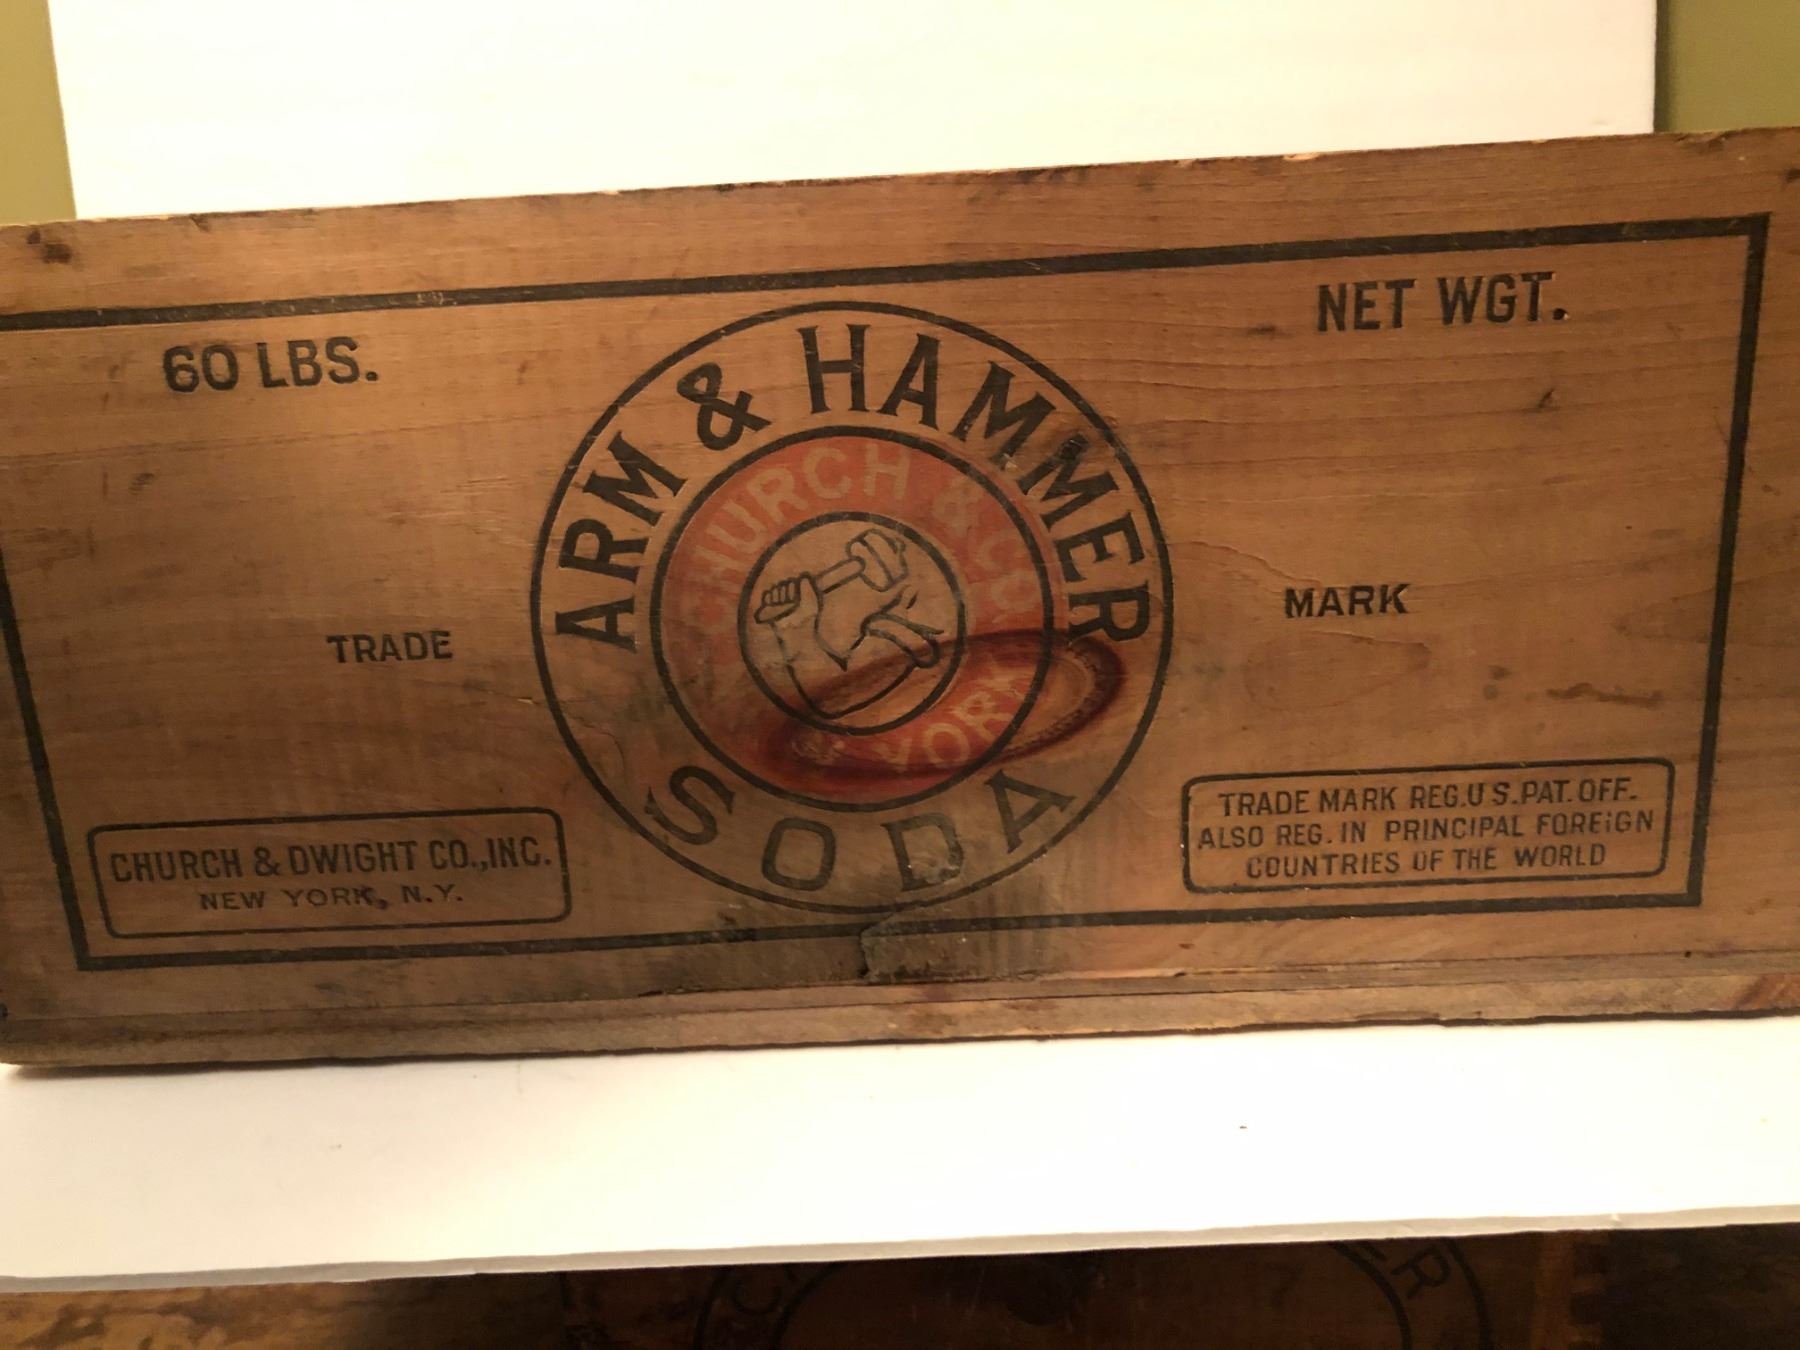 60 LBS.
NET WGT.
ARM & HAMMER
CHURCH & CO.
YORK
SODA
TRADE
MARK
CHURCH & DWIGHT CO.,INC.
NEW YORK, N.Y.
TRADE MARK REG.U S.PAT.OFF.
ALSO REG. IN PRINCIPAL FOREIGN
COUNTRIES OF THE WORLD